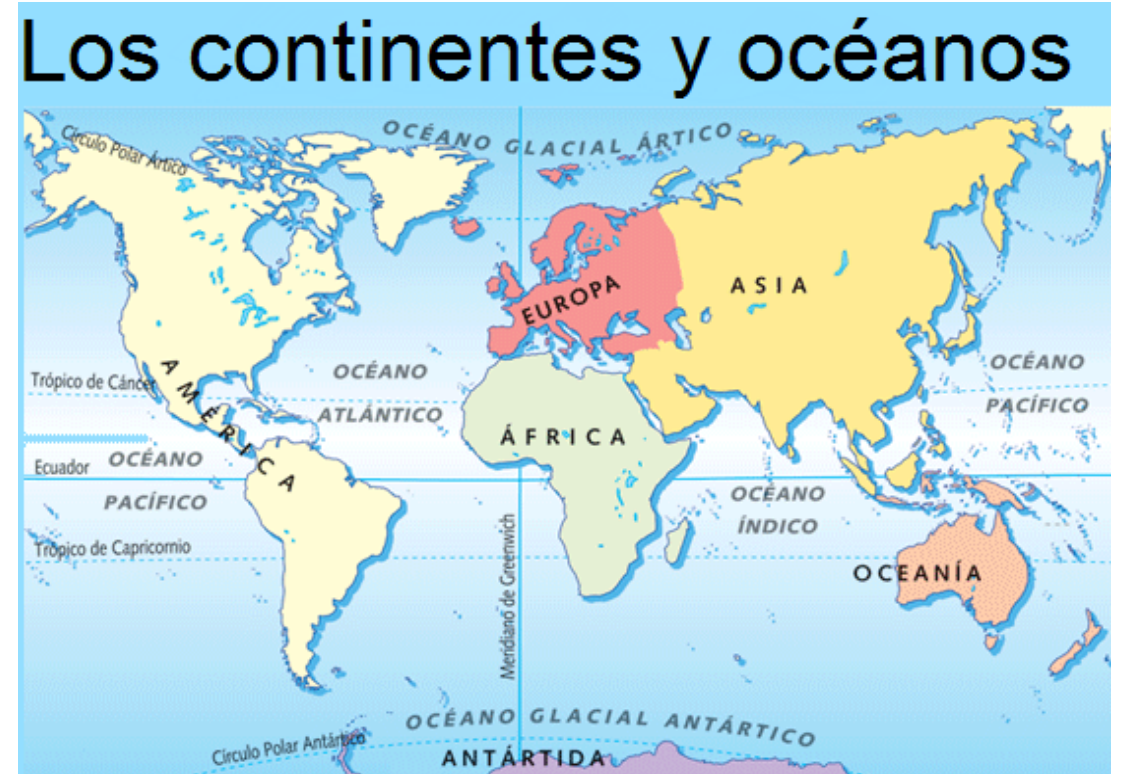 Los continentes y océanos
OCÉANO GLACIAL ÁRTICO
Círculo Polar Ártico
EUROPA
ASIA
AMÉRICA
OCÉANO
ATLÁNTICO
OCÉANO
PACÍFICO
Trópico de Cáncer
ÁFRICA
Ecuador
OCÉANO
PACÍFICO
OCÉANO
ÍNDICO
Trópico de Capricornio
Meridiano de Greenwich
OCEANÍA
OCÉANO GLACIAL ANTÁRTICO
Círculo Polar Antártico
ANTÁRTIDA